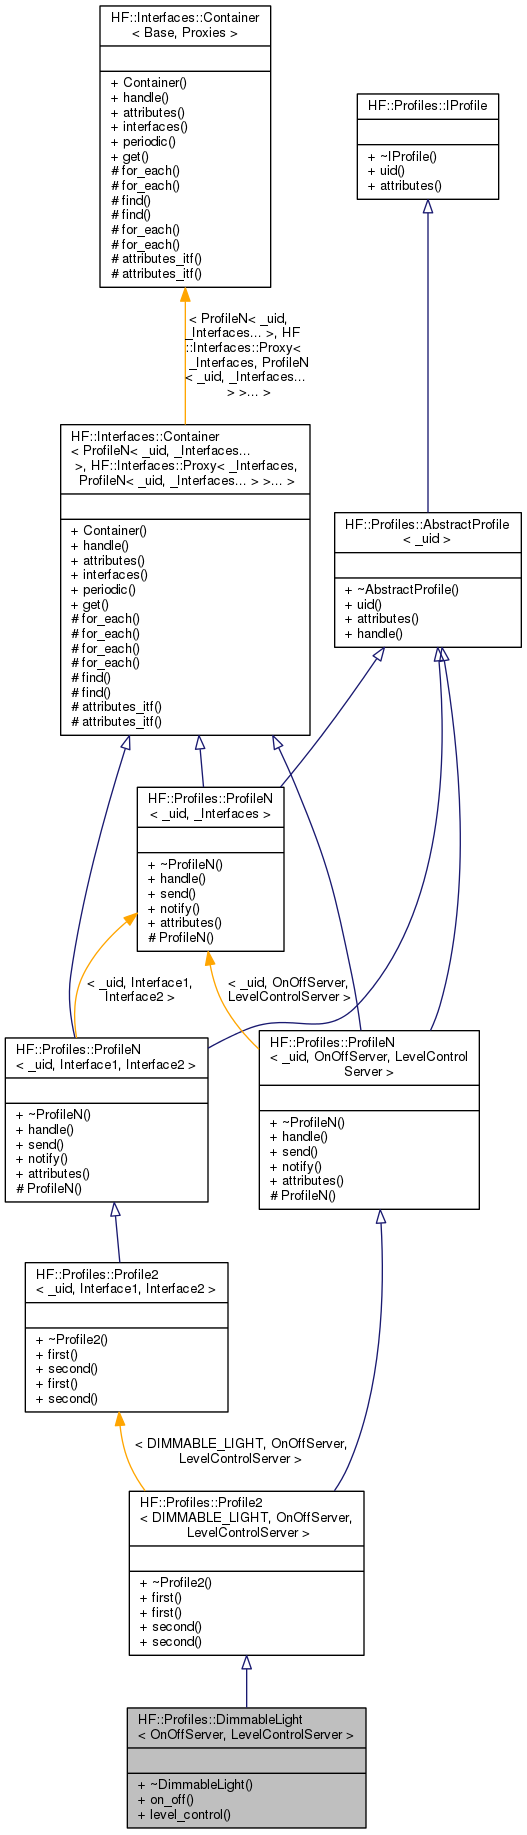 HF::Interfaces::Container
< Base, Proxies >
+ Container()
+ handle()
+ attributes()
+ interfaces()
+ periodic()
+ get()
# for_each()
# for_each()
# find()
# find()
# for_each()
# for_each()
# attributes_itf()
# attributes_itf()
HF::Profiles::IProfile
+ ~IProfile()
+ uid()
+ attributes()
< ProfileN< _uid,
_Interfaces... >, HF
::Interfaces::Proxy<
_Interfaces, ProfileN
< _uid, _Interfaces...
> >... >
HF::Interfaces::Container
< ProfileN< _uid, _Interfaces...
>, HF::Interfaces::Proxy< _Interfaces,
ProfileN< _uid, _Interfaces... > >... >
+ Container()
+ handle()
+ attributes()
+ interfaces()
+ periodic()
+ get()
# for_each()
# for_each()
# for_each()
# for_each()
# find()
# find()
# attributes_itf()
# attributes_itf()
HF::Profiles::AbstractProfile
< _uid >
+ ~AbstractProfile()
+ uid()
+ attributes()
+ handle()
HF::Profiles::ProfileN
< _uid, _Interfaces >
+ ~ProfileN()
+ handle()
+ send()
+ notify()
+ attributes()
# ProfileN()
< _uid, Interface1,
Interface2 >
< _uid, OnOffServer,
LevelControlServer >
HF::Profiles::ProfileN
< _uid, Interface1, Interface2 >
+ ~ProfileN()
+ handle()
+ send()
+ notify()
+ attributes()
# ProfileN()
HF::Profiles::ProfileN
< _uid, OnOffServer, LevelControl
Server >
+ ~ProfileN()
+ handle()
+ send()
+ notify()
+ attributes()
# ProfileN()
HF::Profiles::Profile2
< _uid, Interface1, Interface2 >
+ ~Profile2()
+ first()
+ second()
+ first()
+ second()
< DIMMABLE_LIGHT, OnOffServer,
LevelControlServer >
HF::Profiles::Profile2
< DIMMABLE_LIGHT, OnOffServer,
LevelControlServer >
+ ~Profile2()
+ first()
+ first()
+ second()
+ second()
HF::Profiles::DimmableLight
< OnOffServer, LevelControlServer >
+ ~DimmableLight()
+ on_off()
+ level_control()